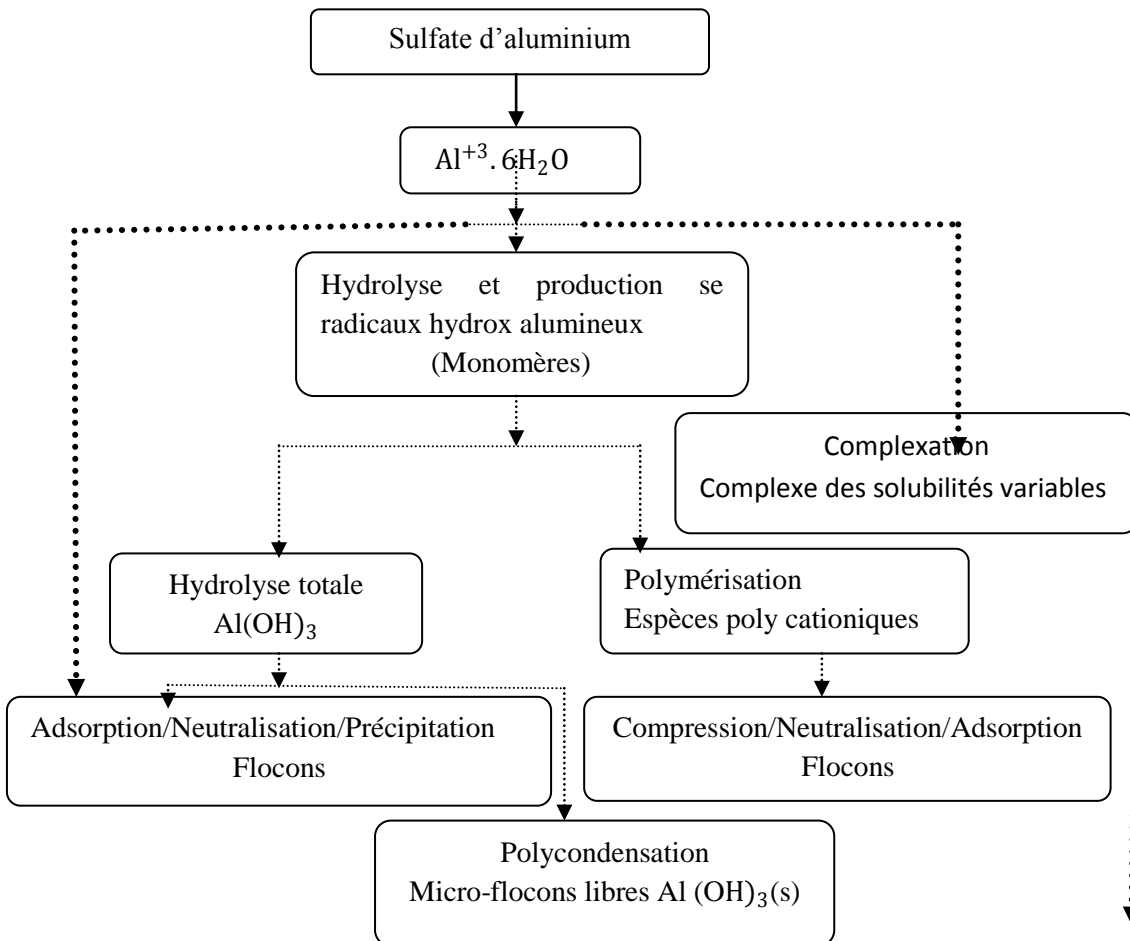 Sulfate d’aluminium
Al⁺³. 6H₂O
Hydrolyse et production se
radicaux hydrox alumineux
(Monomères)
Complexation
Complexe des solubilités variables
Hydrolyse totale
Al(OH)₃
Polymérisation
Espèces poly cationiques
Adsorption/Neutralisation/Précipitation
Flocons
Compression/Neutralisation/Adsorption
Flocons
Polycondensation
Micro-flocons libres Al (OH)₃(s)